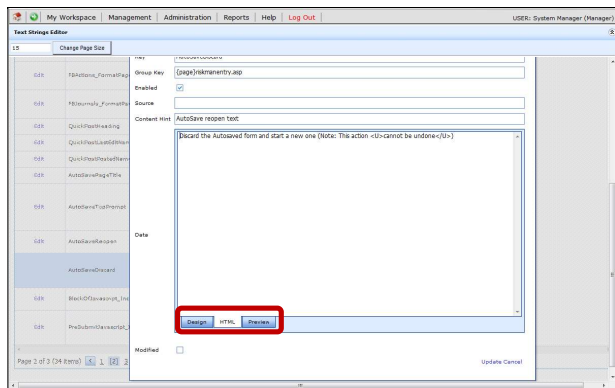 My Workspace | Management | Administration | Reports | Help | Log Out
USER: System Manager (Manager)
Text Strings Editor
15 Change Page Size
Key
Edit FBActions_FormatPag Group Key {page}riskmanentry.asp
Enabled
Edit FBJournals_FormatPa Source
Content Hint AutoSave reopen text
Edit QuickPostHeading
Discard the Autosaved form and start a new one (Note: This action <U>cannot be undone</U>)
Edit QuickPostLastEditNam
Edit QuickPostPostedName
Edit AutoSavePageTitle
Edit AutoSaveTopPrompt
Data
Edit AutoSaveReopen
AutoSaveDiscard
Edit BlockOfJavascript_Inc
Edit PreSubmitJavascript_I
Design HTML Preview
Modified
Page 2 of 3 (34 items) < 1 [2] 3
Update Cancel